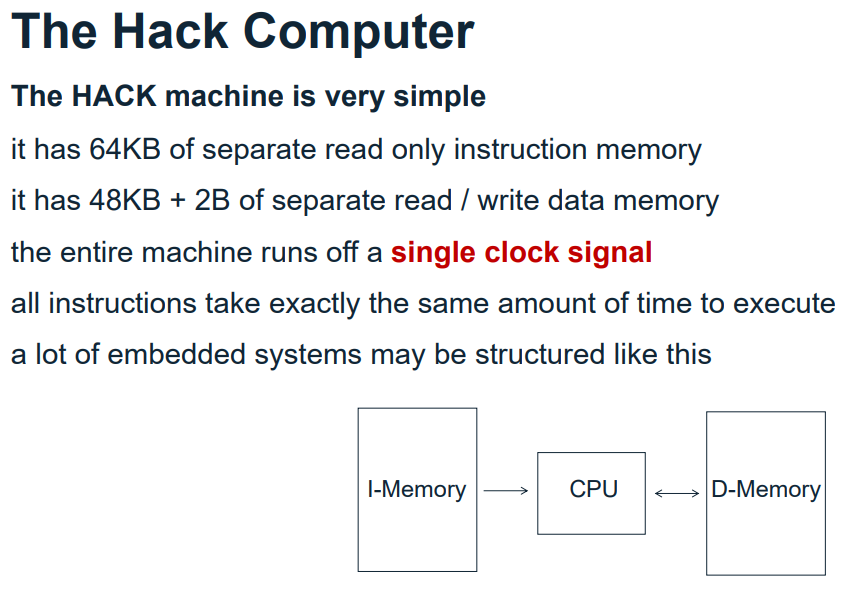 The Hack Computer
The HACK machine is very simple
it has 64KB of separate read only instruction memory
it has 48KB + 2B of separate read / write data memory
the entire machine runs off a single clock signal
all instructions take exactly the same amount of time to execute
a lot of embedded systems may be structured like this
I-Memory
CPU
D-Memory